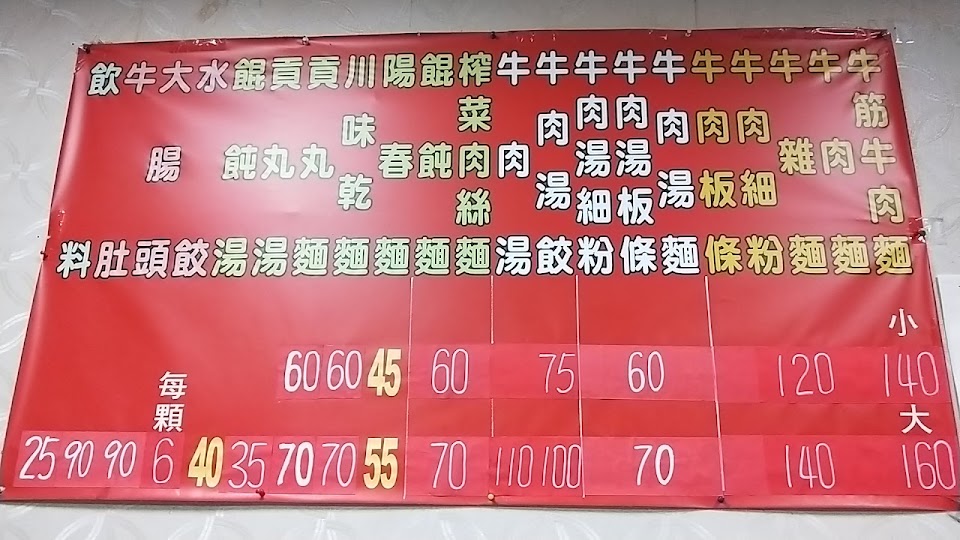 牛筋牛肉麵
牛肉麵
牛雜麵
牛肉細粉
牛肉板條
牛肉湯麵
牛肉湯板條
牛肉湯細粉
牛肉湯餃
牛肉湯
榨菜肉絲麵
餛飩麵
陽春麵
川味乾麵
貢丸麵
貢丸湯
餛飩湯
水餃
大腸頭
牛肚
飲料
小
140 120 60 75 60 45 60 60
大
160 140 70 100 110 70 55 70 70 35 40
每顆
6 90 90 25